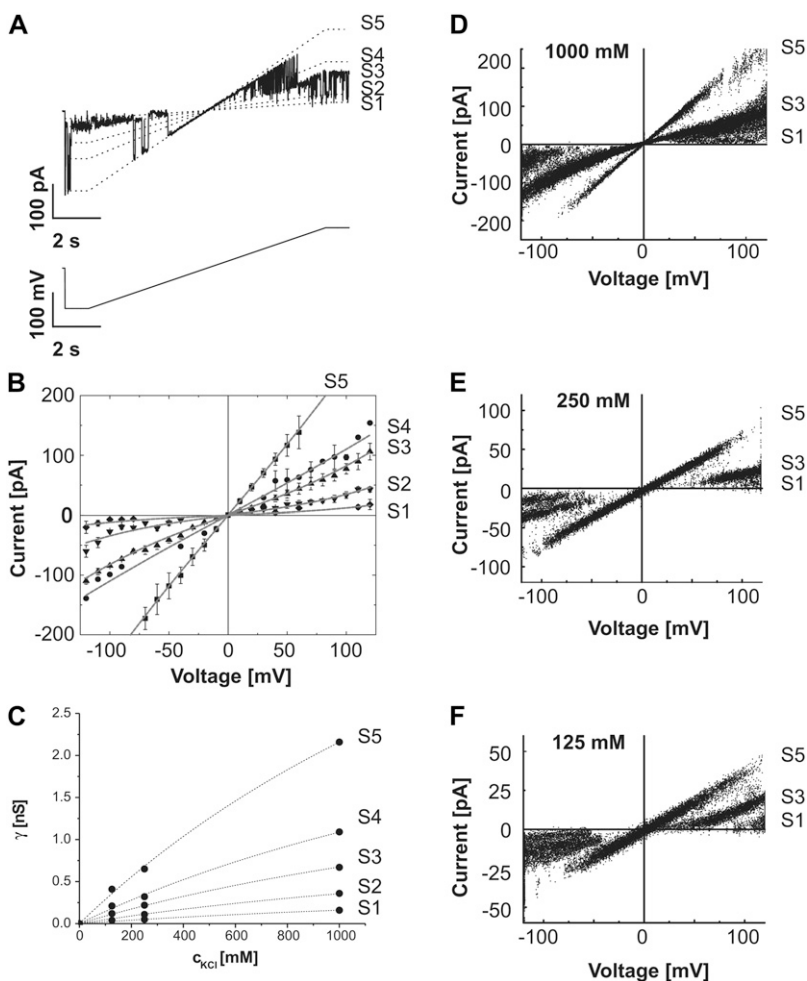 A
S5
S4
S3
S2
S1
100 pA
2 s
100 mV
2 s
B
S5
200
100
0
-100
-200
Current [pA]
S4
S3
S2
S1
-100
-50
0
50
100
Voltage [mV]
C
2.5
2.0
1.5
1.0
0.5
0.0
γ [nS]
S5
S4
S3
S2
S1
0
200
400
600
800
1000
cKCl [mM]
D
1000 mM
200
100
0
-100
-200
Current [pA]
S5
S3
S1
-100
0
100
Voltage [mV]
E
250 mM
100
50
0
-50
-100
Current [pA]
S5
S3
S1
-100
0
100
Voltage [mV]
F
125 mM
50
25
0
-25
-50
Current [pA]
S5
S3
S1
-100
0
100
Voltage [mV]